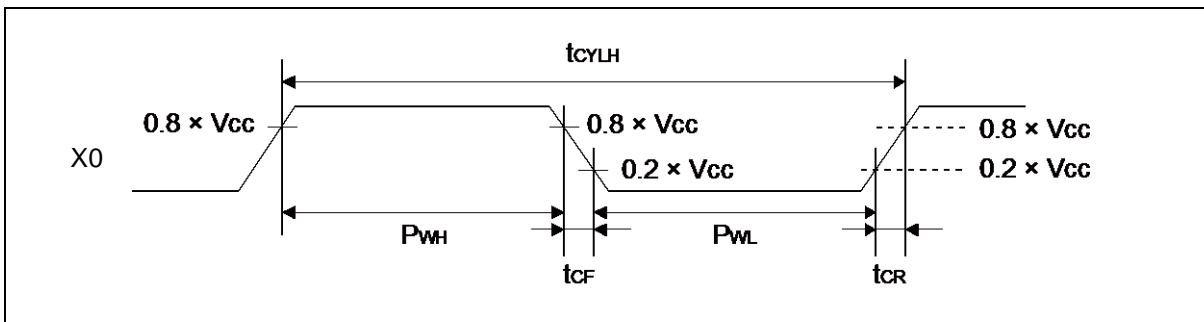 tCYLH
0.8 × VCC
0.8 × VCC
0.8 × VCC
X0
0.2 × VCC
0.2 × VCC
PWH
PWL
tCF
tCR